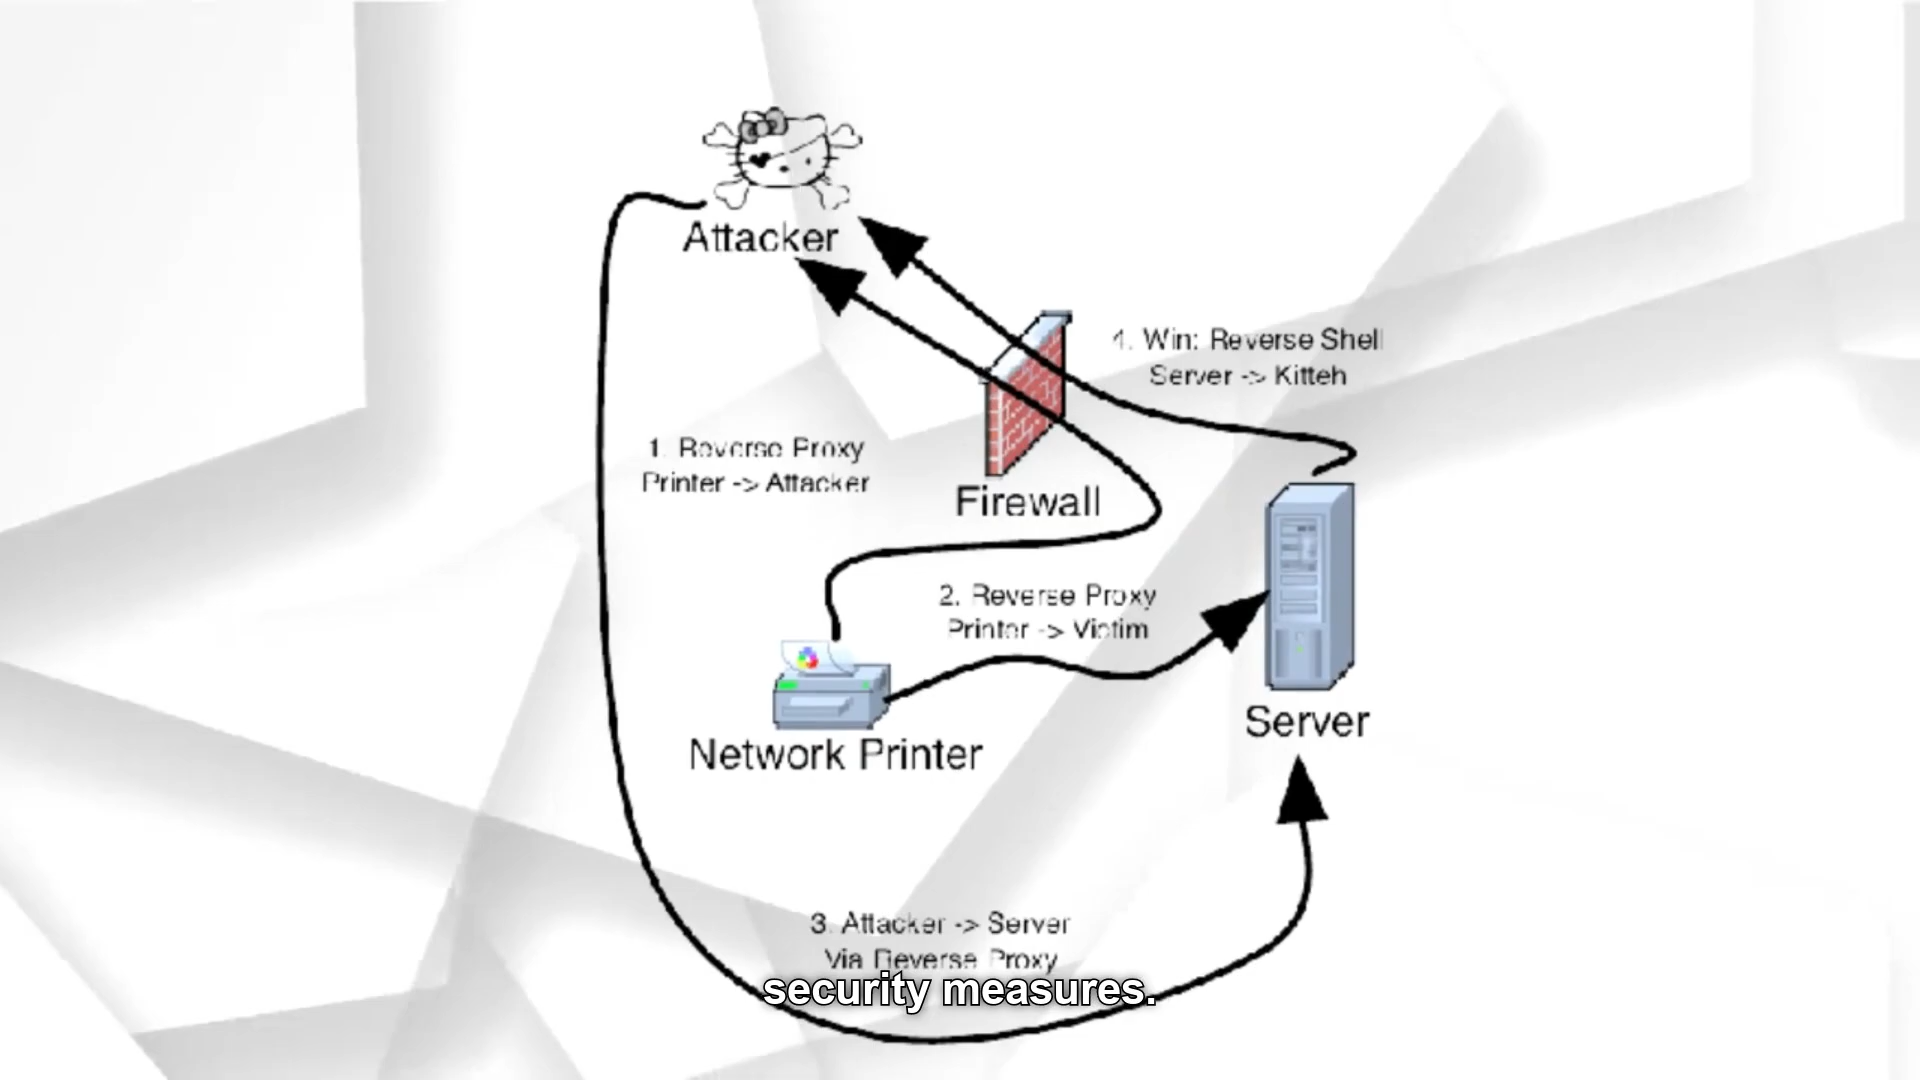 Attacker
4. Win: Reverse Shell
Server -> Kitteh
1. Reverse Proxy
Printer -> Attacker
Firewall
2. Reverse Proxy
Printer -> Victim
Server
Network Printer
3. Attacker -> Server
Via Reverse Proxy
security measures.